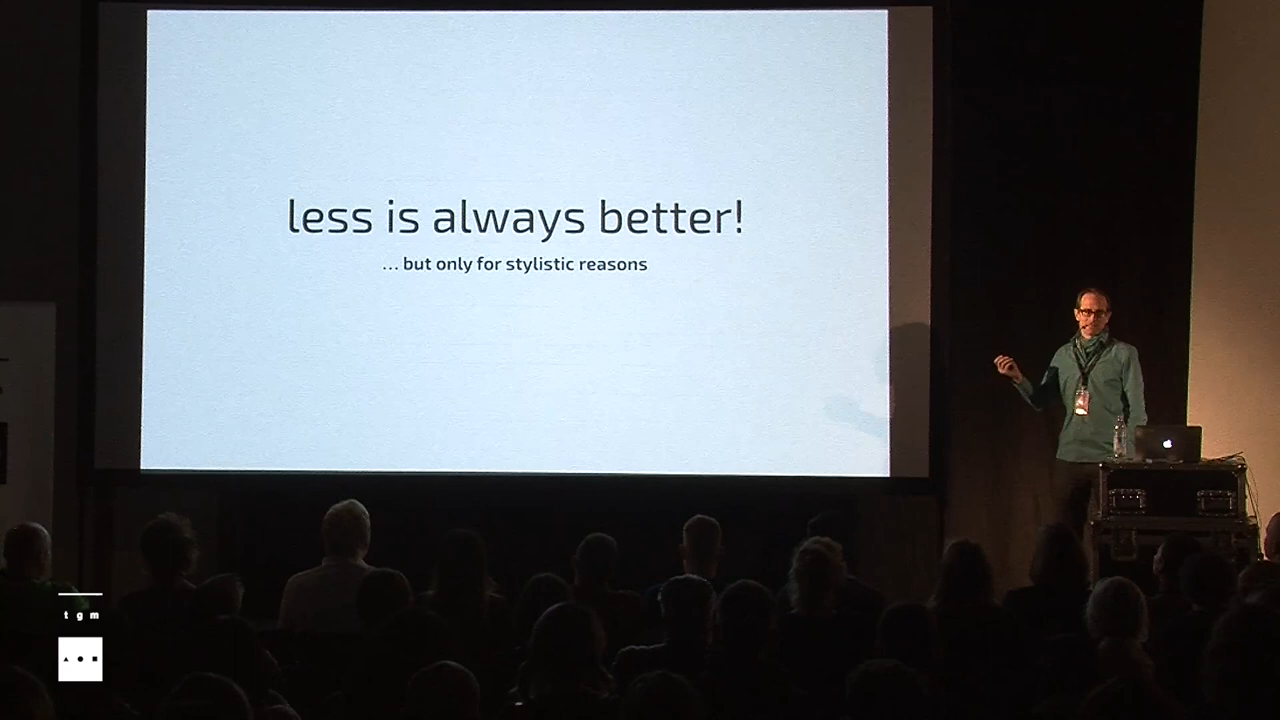 less is always better!
… but only for stylistic reasons
t g m